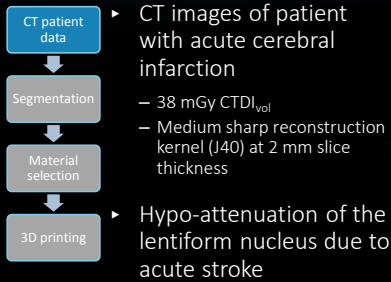 CT patient
data
Segmentation
Material
selection
3D printing
▸ CT images of patient
with acute cerebral
infarction
– 38 mGy CTDIvol
– Medium sharp reconstruction
kernel (J40) at 2 mm slice
thickness
▸ Hypo-attenuation of the
lentiform nucleus due to
acute stroke